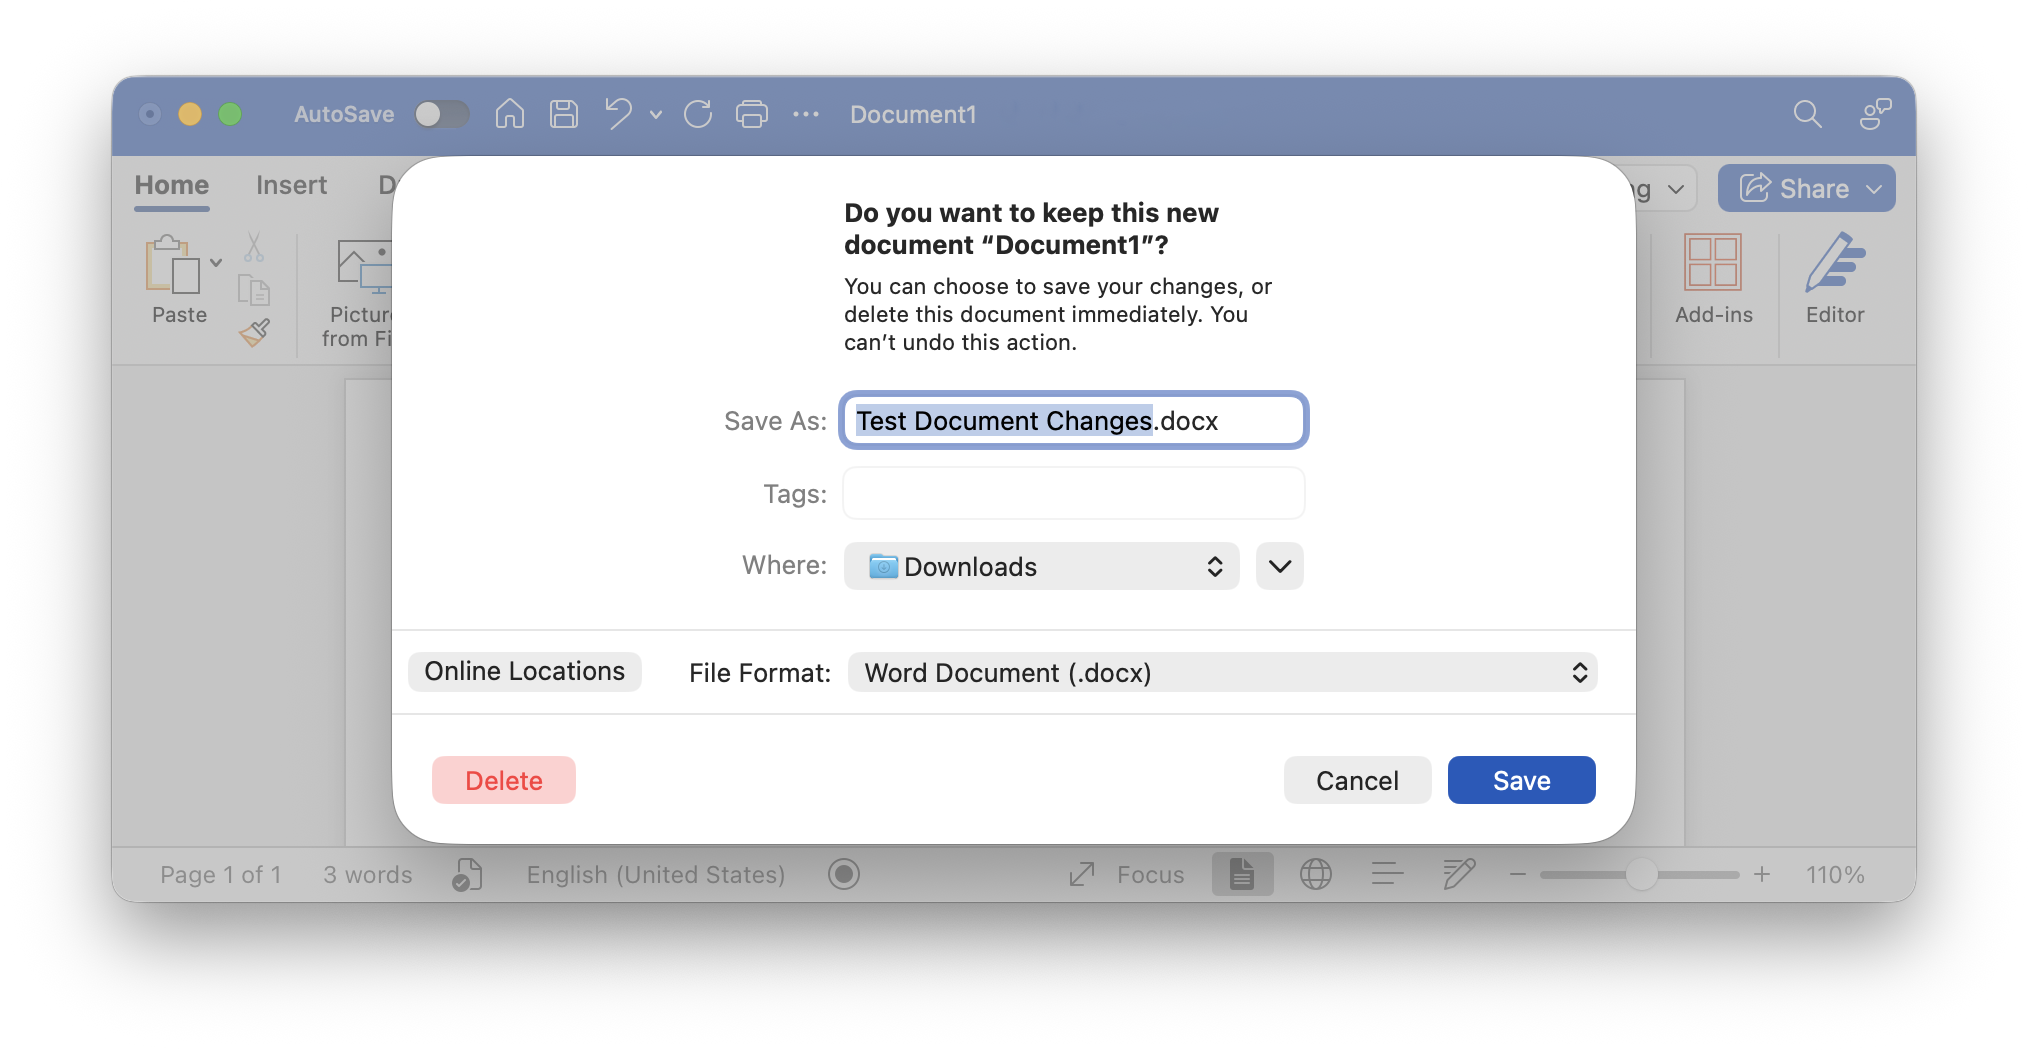 AutoSave
Document1
Home
Insert
Share
Paste
Add-ins
Editor
Do you want to keep this new
document “Document1”?
You can choose to save your changes, or
delete this document immediately. You
can’t undo this action.
Save As: Test Document Changes.docx
Tags:
Where: Downloads
Online Locations File Format: Word Document (.docx)
Delete Cancel Save
Page 1 of 1 3 words English (United States) Focus 110%